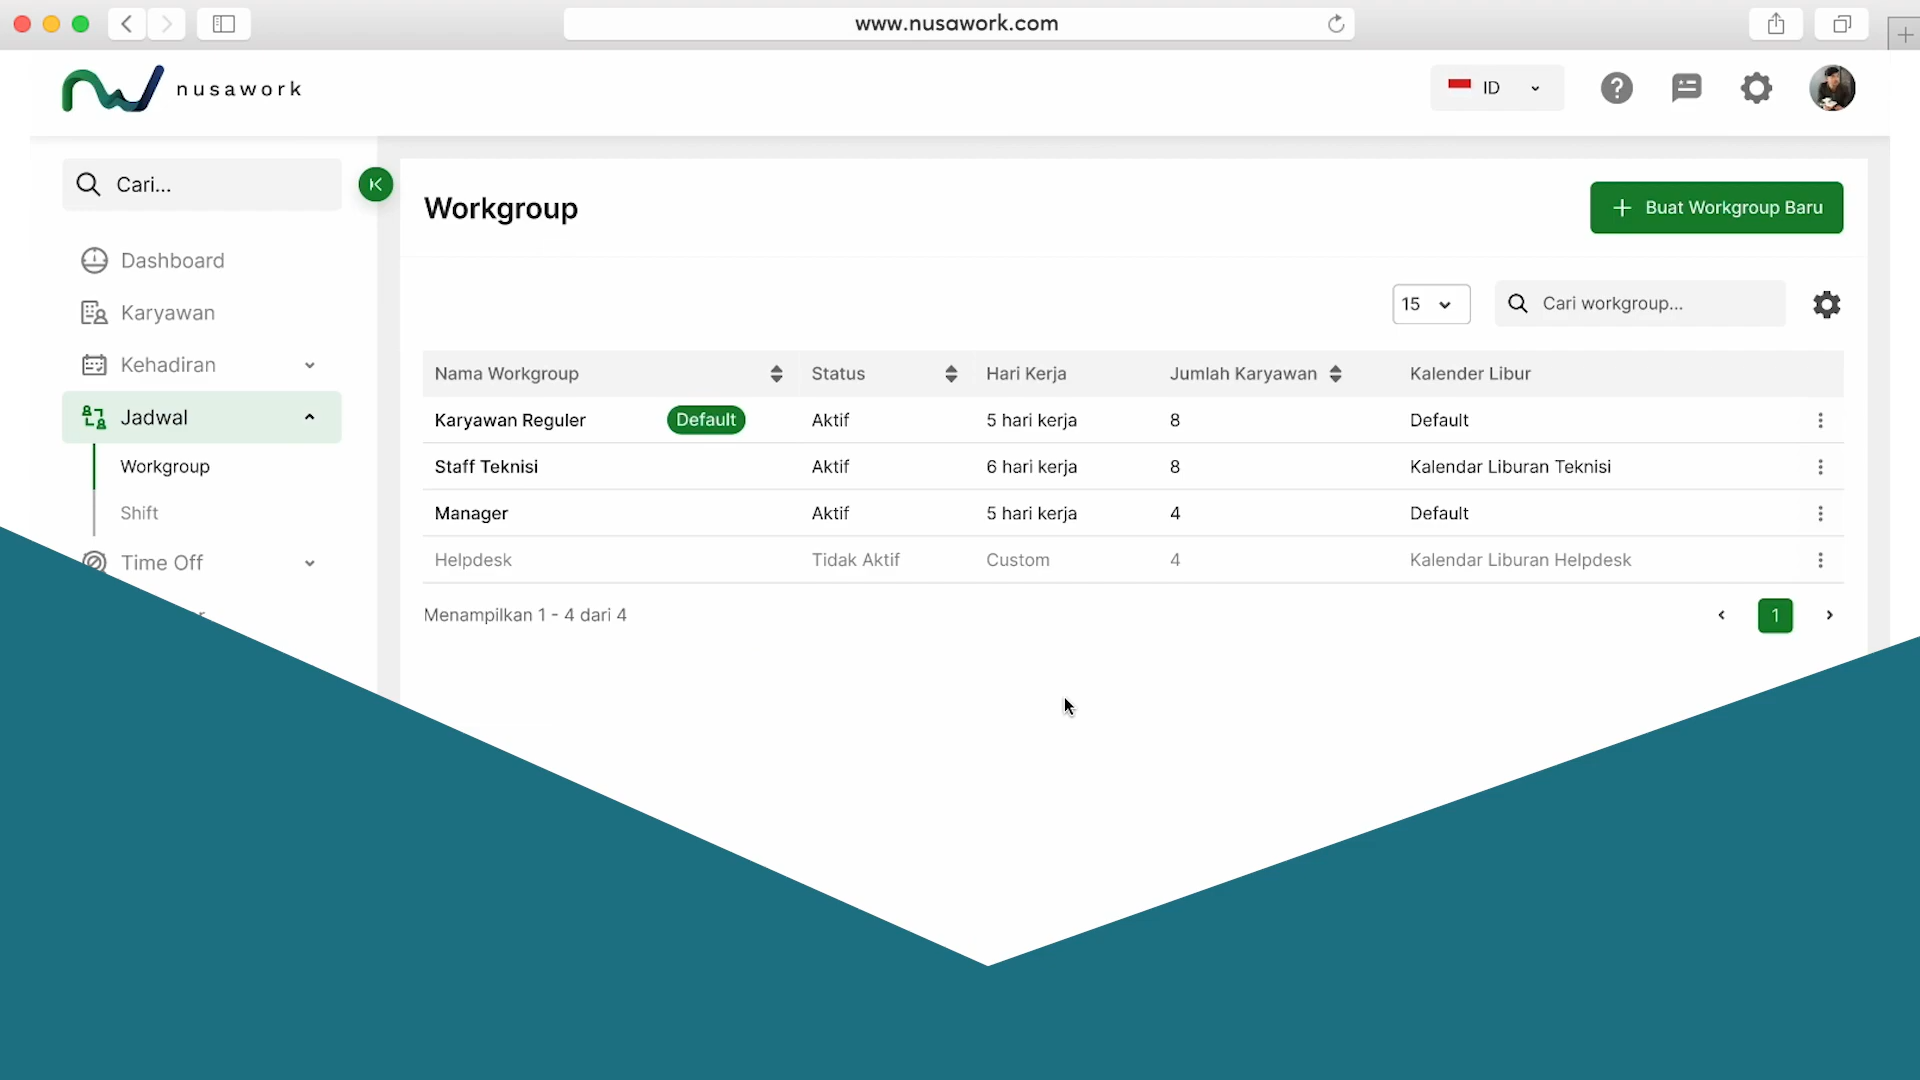 www.nusawork.com
nusawork
ID
Cari...
Dashboard
Karyawan
Kehadiran
Jadwal
Workgroup
Shift
Time Off
Workgroup
Buat Workgroup Baru
15
Cari workgroup...
Nama Workgroup Status Hari Kerja Jumlah Karyawan Kalender Libur
Karyawan Reguler Default Aktif 5 hari kerja 8 Default
Staff Teknisi Aktif 6 hari kerja 8 Kalendar Liburan Teknisi
Manager Aktif 5 hari kerja 4 Default
Helpdesk Tidak Aktif Custom 4 Kalendar Liburan Helpdesk
Menampilkan 1 - 4 dari 4
1